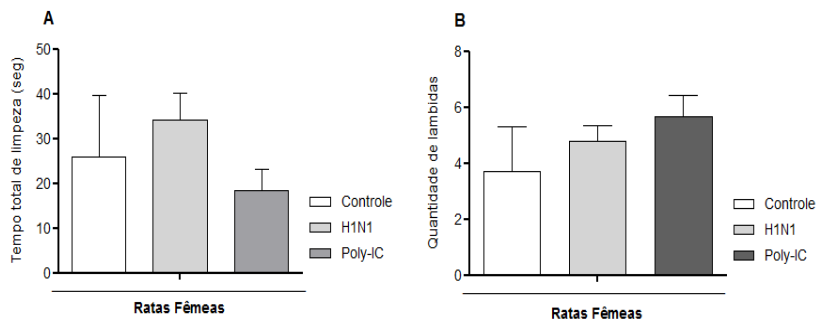 A
Tempo total de limpeza (seg)
50
40
30
20
10
0
Controle
H1N1
Poly-IC
Ratas Fêmeas
B
Quantidade de lambidas
8
6
4
2
0
Controle
H1N1
Poly-IC
Ratas Fêmeas